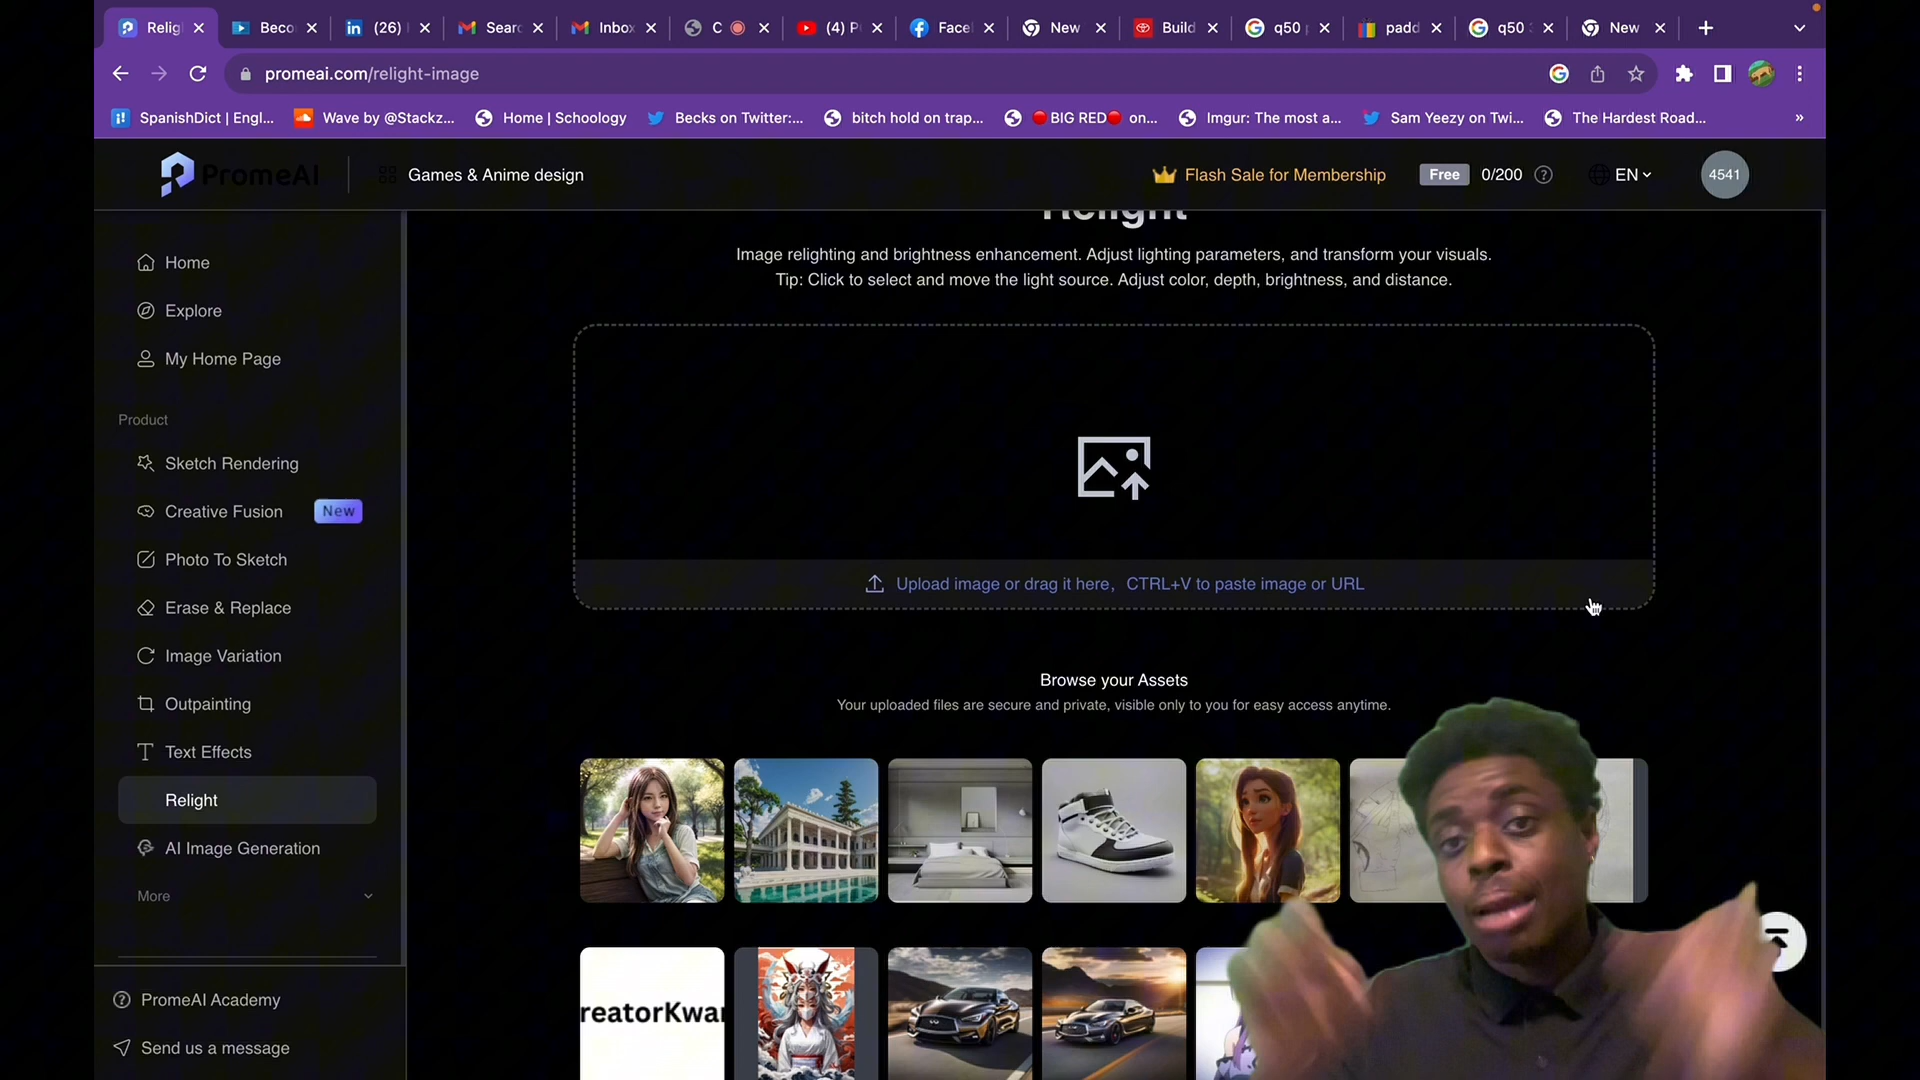 Relig
Beco
(26)
Searc
Inbox
C
(4) P
Face
New
Build
q50
padd
q50
New
promeai.com/relight-image
SpanishDict | Engl...
Wave by @Stackz...
Home | Schoology
Becks on Twitter:...
bitch hold on trap...
🔴BIG RED🔴 on...
Imgur: The most a...
Sam Yeezy on Twi...
The Hardest Road...
»
PromeAI
Games & Anime design
Flash Sale for Membership
Free
0/200
EN
4541
Relight
Image relighting and brightness enhancement. Adjust lighting parameters, and transform your visuals.
Tip: Click to select and move the light source. Adjust color, depth, brightness, and distance.
Home
Explore
My Home Page
Product
Sketch Rendering
Creative Fusion
New
Photo To Sketch
Erase & Replace
Image Variation
Outpainting
Text Effects
Relight
AI Image Generation
More
PromeAI Academy
Send us a message
Upload image or drag it here, CTRL+V to paste image or URL
Browse your Assets
Your uploaded files are secure and private, visible only to you for easy access anytime.
reatorKwa